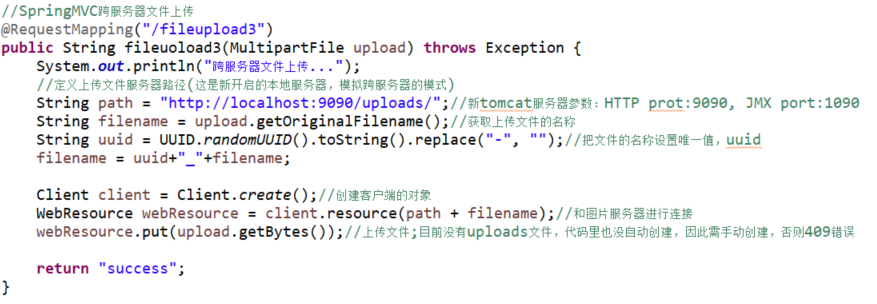 //SpringMVC跨服务器文件上传
@RequestMapping("/fileupload3")
public String fileuoload3(MultipartFile upload) throws Exception {
System.out.println("跨服务器文件上传...");
//定义上传文件服务器路径(这是新开启的本地服务器，模拟跨服务器的模式)
String path = "http://localhost:9090/uploads/";//新tomcat服务器参数：HTTP prot:9090, JMX port:1090
String filename = upload.getOriginalFilename();//获取上传文件的名称
String uuid = UUID.randomUUID().toString().replace("-", "");//把文件的名称设置唯一值，uuid
filename = uuid+"_"+filename;
Client client = Client.create();//创建客户端的对象
WebResource webResource = client.resource(path + filename);//和图片服务器进行连接
webResource.put(upload.getBytes());//上传文件;目前没有uploads文件，代码里也没自动创建，因此需手动创建，否则409错误
return "success";
}